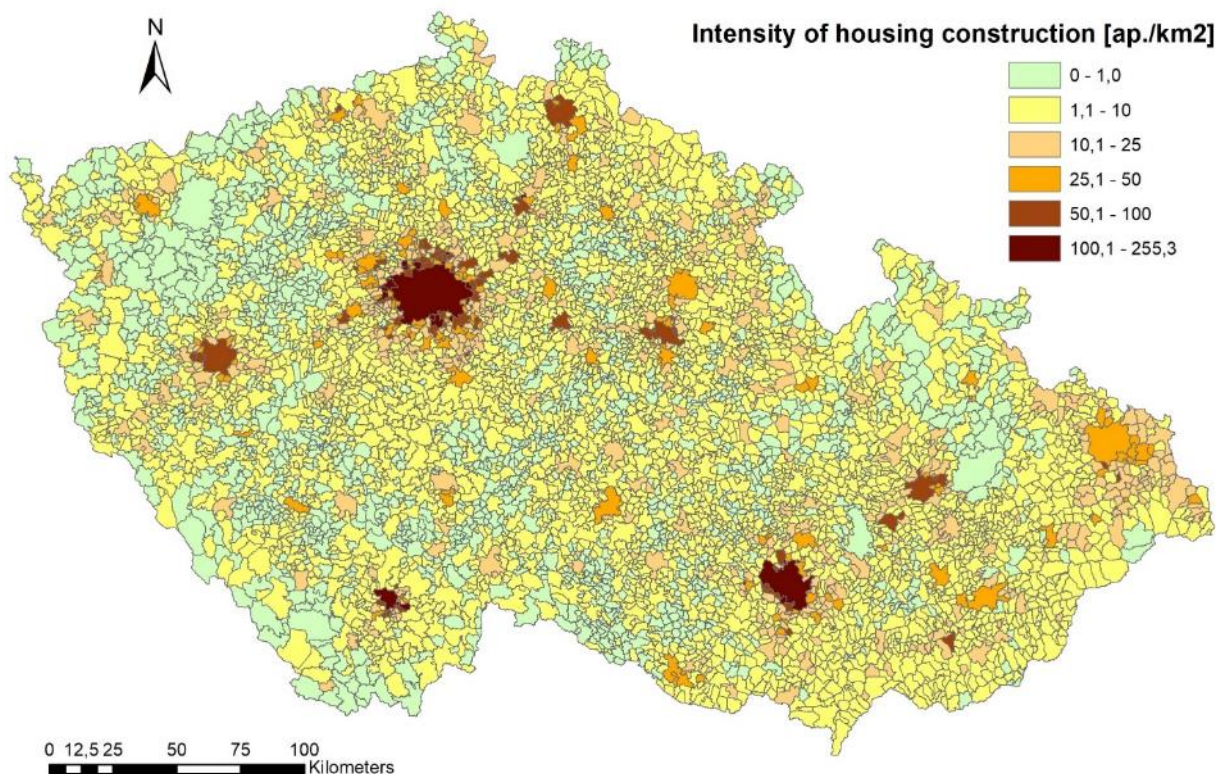 N
Intensity of housing construction [ap./km2]
0 - 1,0
1,1 - 10
10,1 - 25
25,1 - 50
50,1 - 100
100,1 - 255,3
0 12,5 25 50 75 100
Kilometers